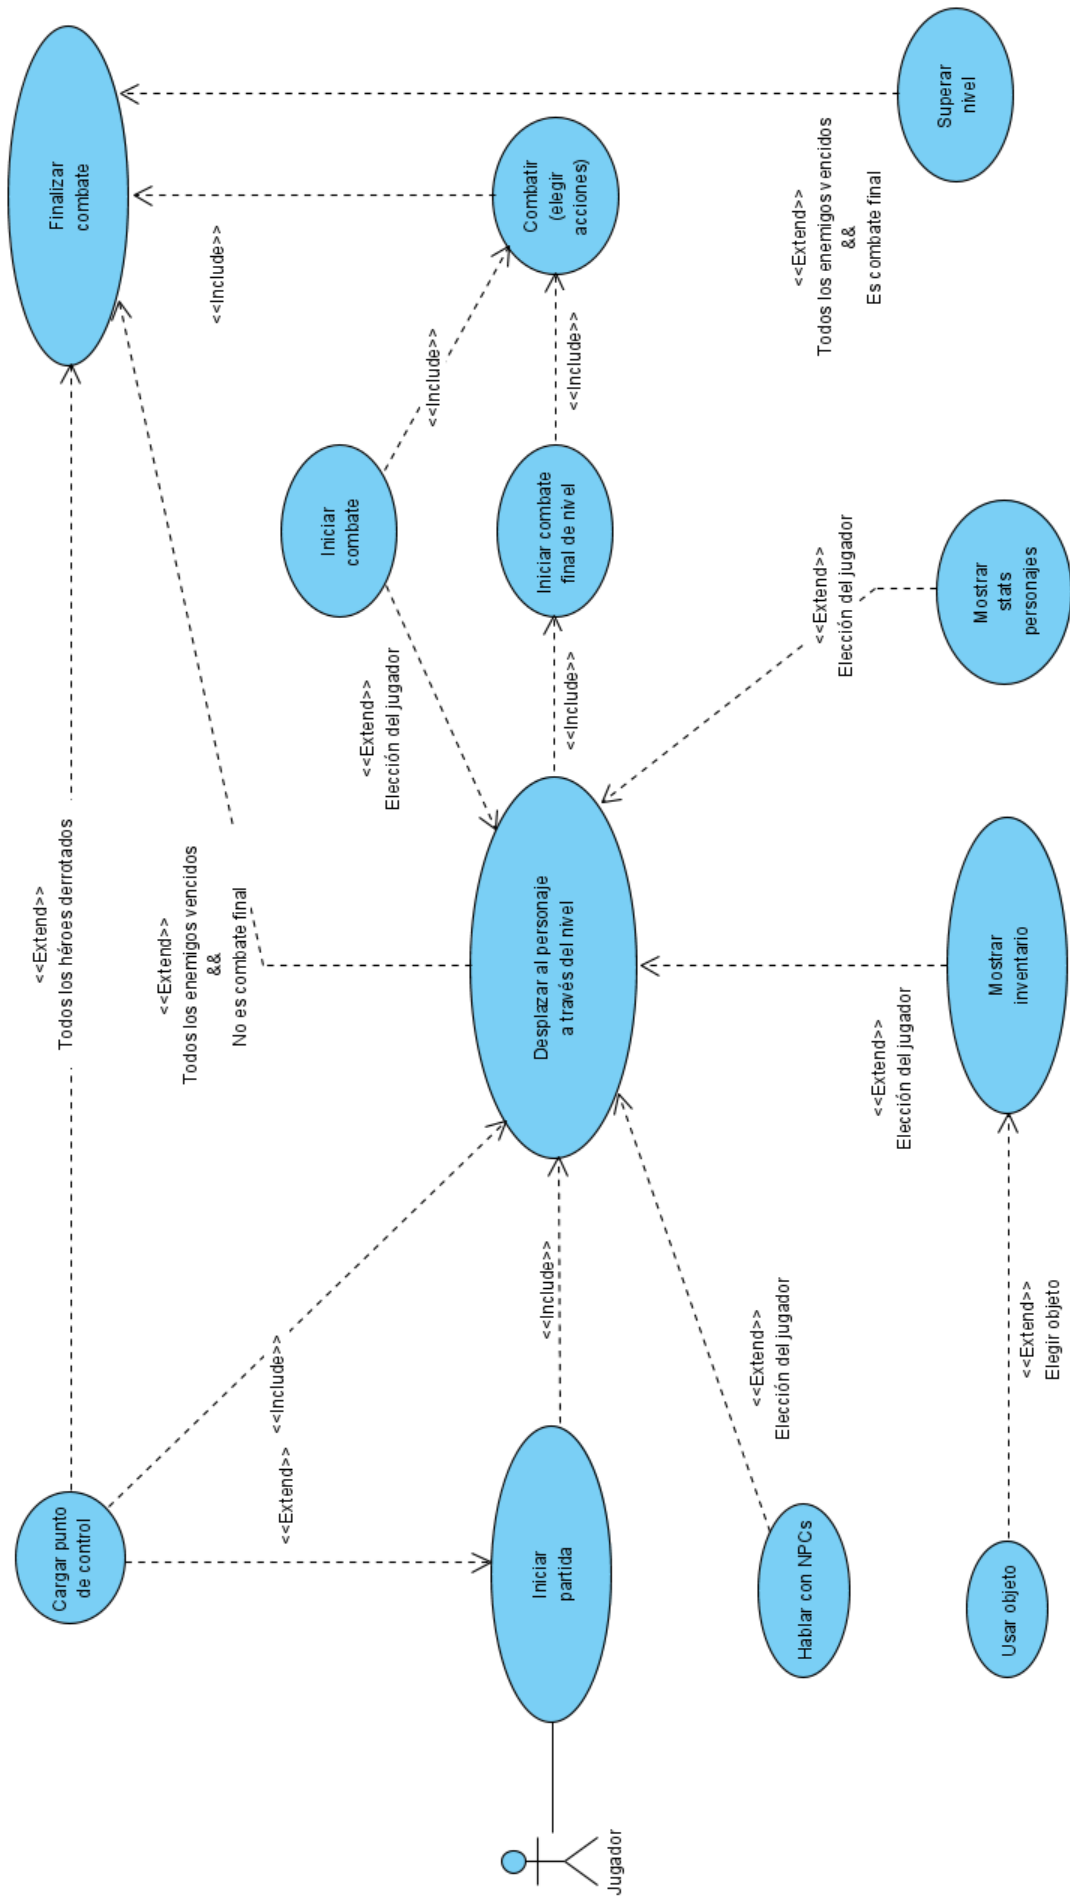 <<Extend>>
Todos los héroes derrotados
Cargar punto
de control
Finalizar
combate
<<Extend>>
Todos los enemigos vencidos
&&
No es combate final
<<Include>>
<<Include>>
<<Extend>>
Iniciar
combate
<<Extend>>
Elección del jugador
<<Include>>
Jugador
Iniciar
partida
<<Include>>
Desplazar al personaje
a través del nivel
<<Include>>
Iniciar combate
final de nivel
<<Include>>
Combatir
(elegir
acciones)
Hablar con NPCs
<<Extend>>
Elección del jugador
<<Extend>>
Elección del jugador
<<Extend>>
Todos los enemigos vencidos
&&
Es combate final
<<Extend>>
Elección del jugador
Usar objeto
<<Extend>>
Elegir objeto
Mostrar
inventario
Mostrar
stats
personajes
Superar
nivel